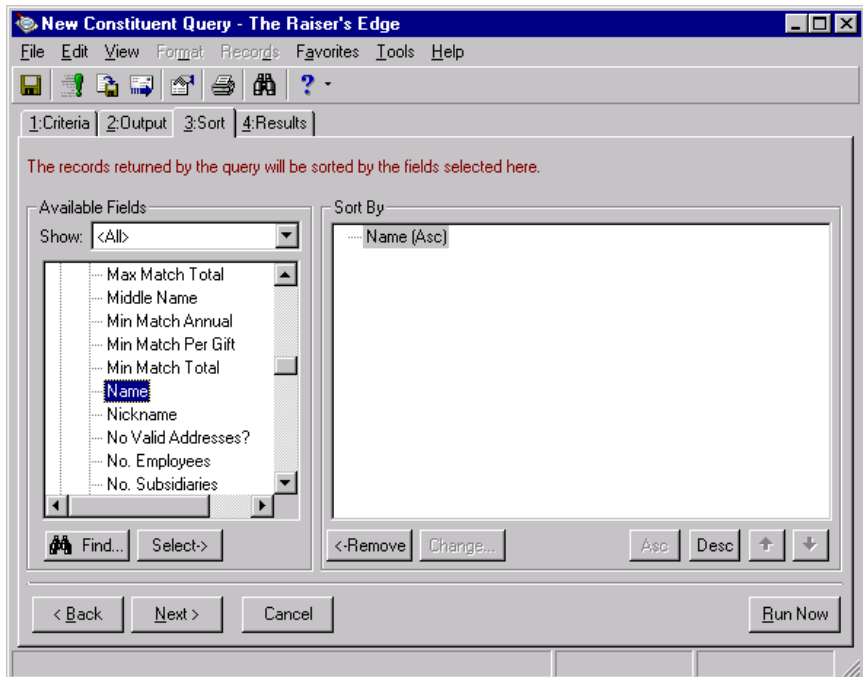 New Constituent Query - The Raiser's Edge
File Edit View Format Records Favorites Tools Help
?
1:Criteria 2:Output 3:Sort 4:Results
The records returned by the query will be sorted by the fields selected here.
Available Fields
Show: <All>
Max Match Total
Middle Name
Min Match Annual
Min Match Per Gift
Min Match Total
Name
Nickname
No Valid Addresses?
No. Employees
No. Subsidiaries
Find... Select->
Sort By
Name (Asc)
<-Remove Change... Asc Desc
< Back Next > Cancel Run Now